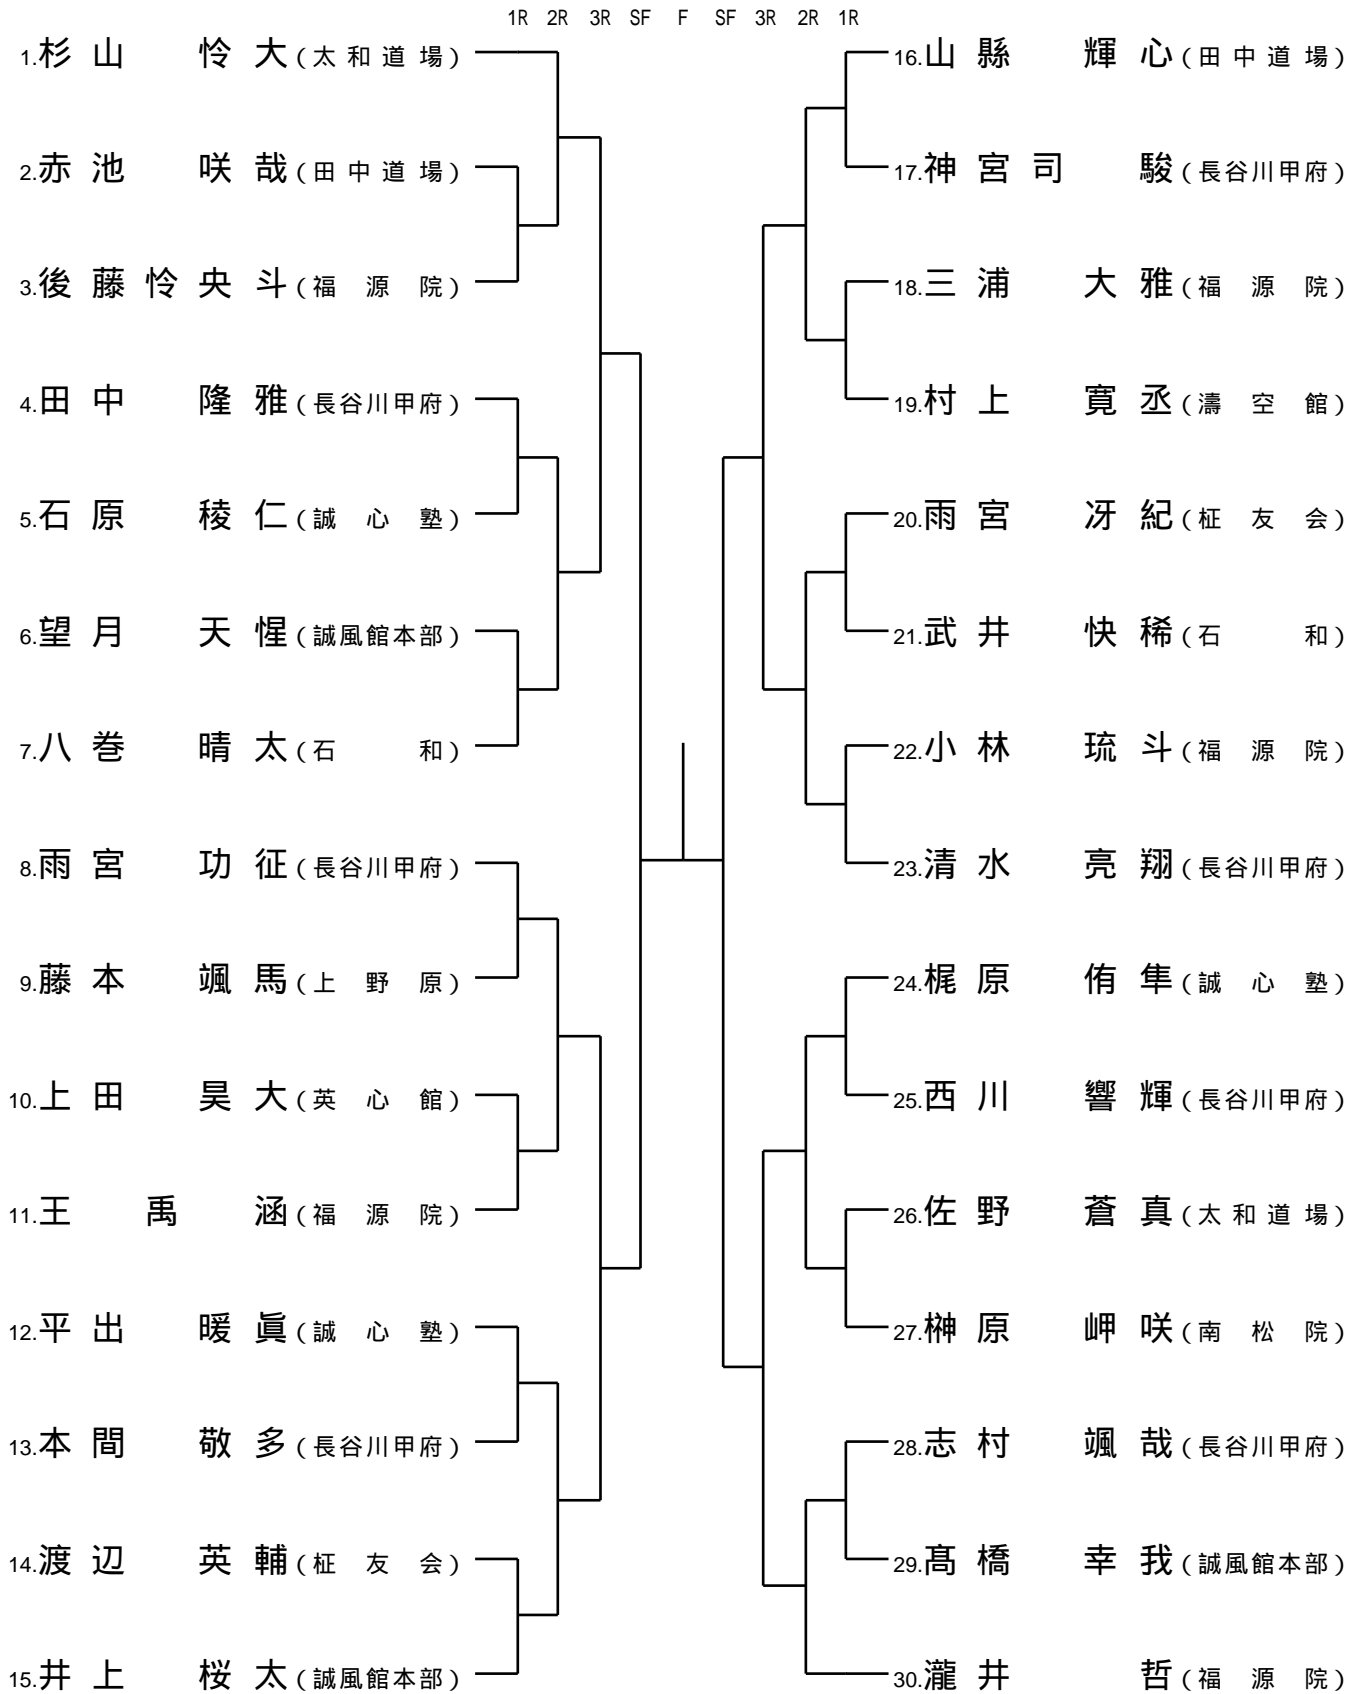 1R 2R 3R SF F SF 3R 2R 1R
1.杉山 怜大(太和道場)
2.赤池 咲哉(田中道場)
3.後藤怜央斗(福源院)
4.田中 隆雅(長谷川甲府)
5.石原 稜仁(誠心塾)
6.望月 天惺(誠風館本部)
7.八巻 晴太(石和)
8.雨宮 功征(長谷川甲府)
9.藤本 颯馬(上野原)
10.上田 昊大(英心館)
11.王 禹 涵(福源院)
12.平出 暖眞(誠心塾)
13.本間 敬多(長谷川甲府)
14.渡辺 英輔(柾友会)
15.井上 桜太(誠風館本部)
16.山縣 輝心(田中道場)
17.神宮司 駿(長谷川甲府)
18.三浦 大雅(福源院)
19.村上 寛丞(濤空館)
20.雨宮 冴紀(柾友会)
21.武井 快稀(石和)
22.小林 琉斗(福源院)
23.清水 亮翔(長谷川甲府)
24.梶原 侑隼(誠心塾)
25.西川 響輝(長谷川甲府)
26.佐野 蒼真(太和道場)
27.榊原 岬咲(南松院)
28.志村 颯哉(長谷川甲府)
29.髙橋 幸我(誠風館本部)
30.瀧井 哲(福源院)